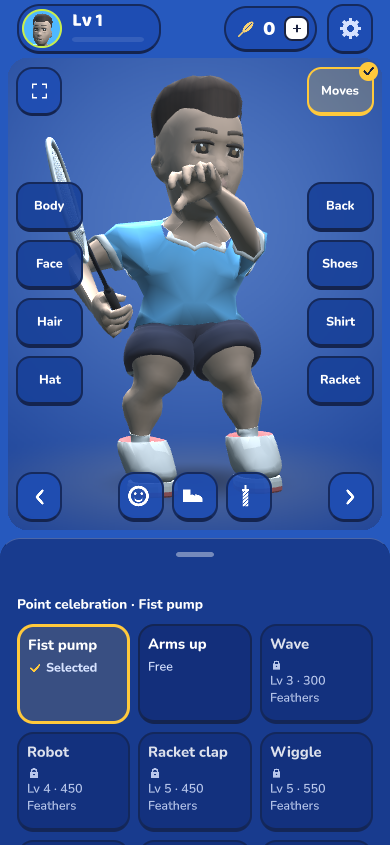 Lv 1
0
+
Moves
Body
Back
Face
Shoes
Hair
Shirt
Hat
Racket
Point celebration · Fist pump
Fist pump
Selected
Arms up
Free
Wave
Lv 3 · 300
Feathers
Robot
Lv 4 · 450
Feathers
Racket clap
Lv 5 · 450
Feathers
Wiggle
Lv 5 · 550
Feathers